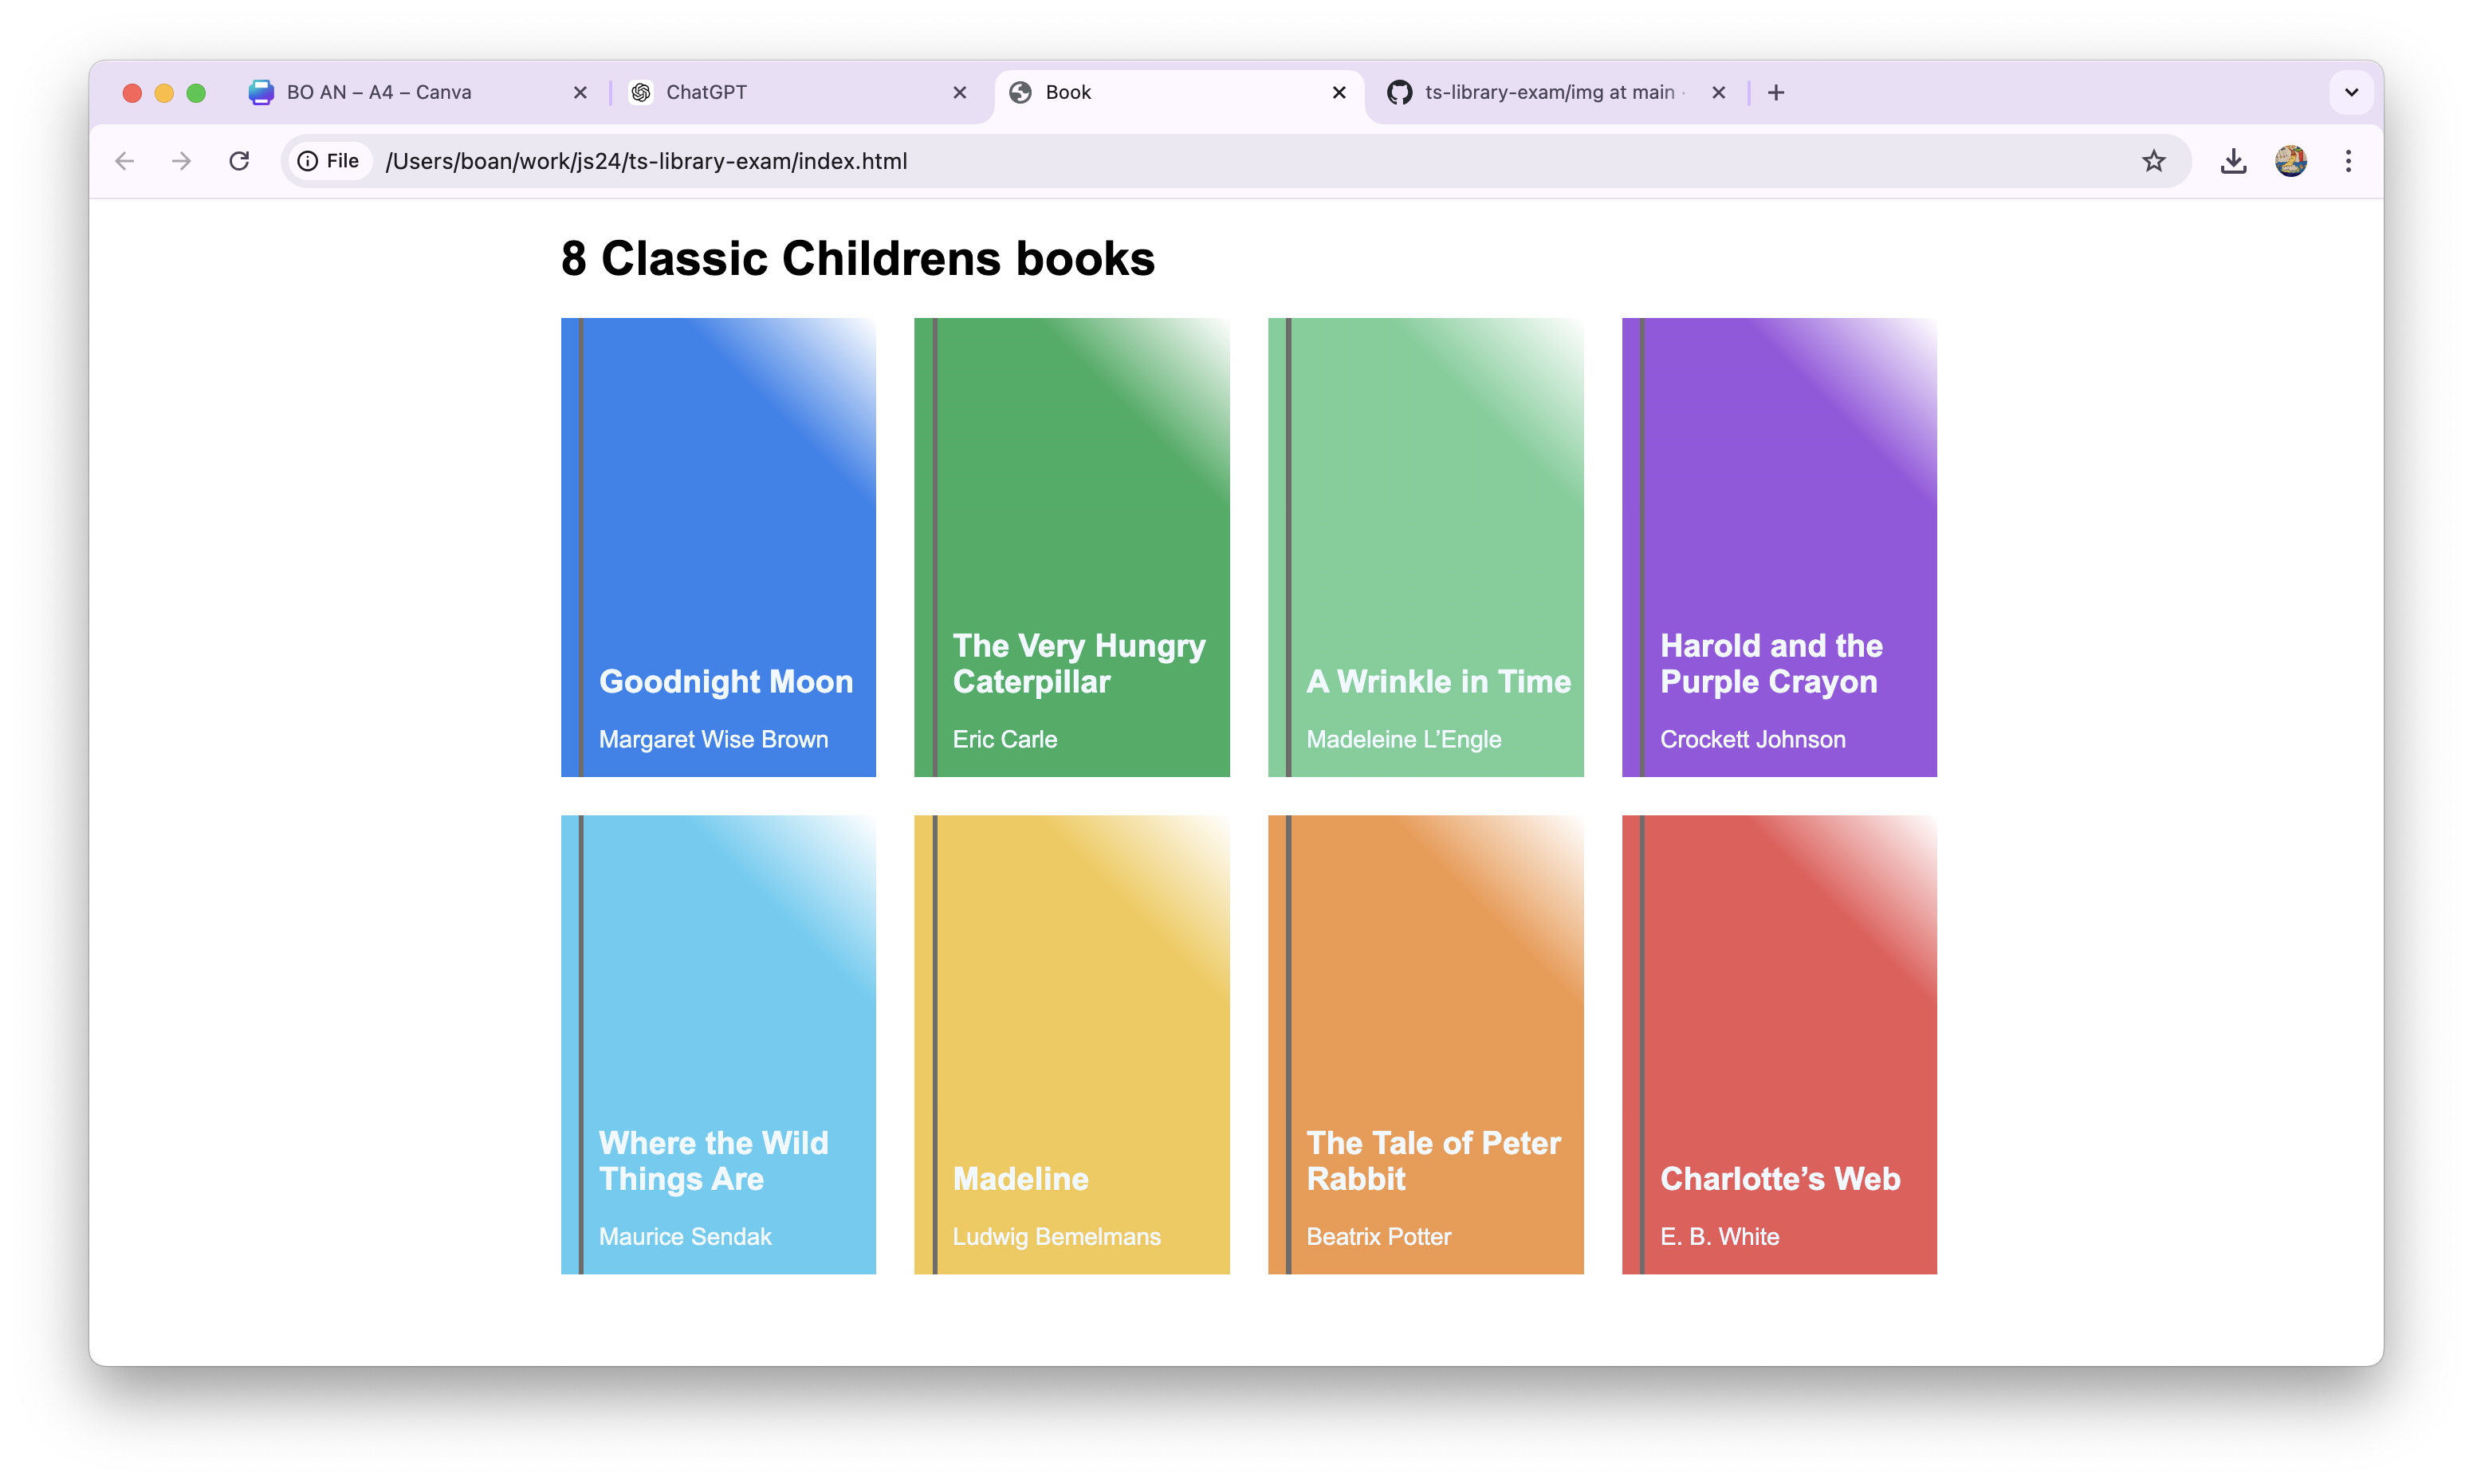 BO AN – A4 – Canva
ChatGPT
Book
ts-library-exam/img at main ·
File
/Users/boan/work/js24/ts-library-exam/index.html
8 Classic Childrens books
Goodnight Moon
Margaret Wise Brown
The Very Hungry
Caterpillar
Eric Carle
A Wrinkle in Time
Madeleine L’Engle
Harold and the
Purple Crayon
Crockett Johnson
Where the Wild
Things Are
Maurice Sendak
Madeline
Ludwig Bemelmans
The Tale of Peter
Rabbit
Beatrix Potter
Charlotte’s Web
E. B. White